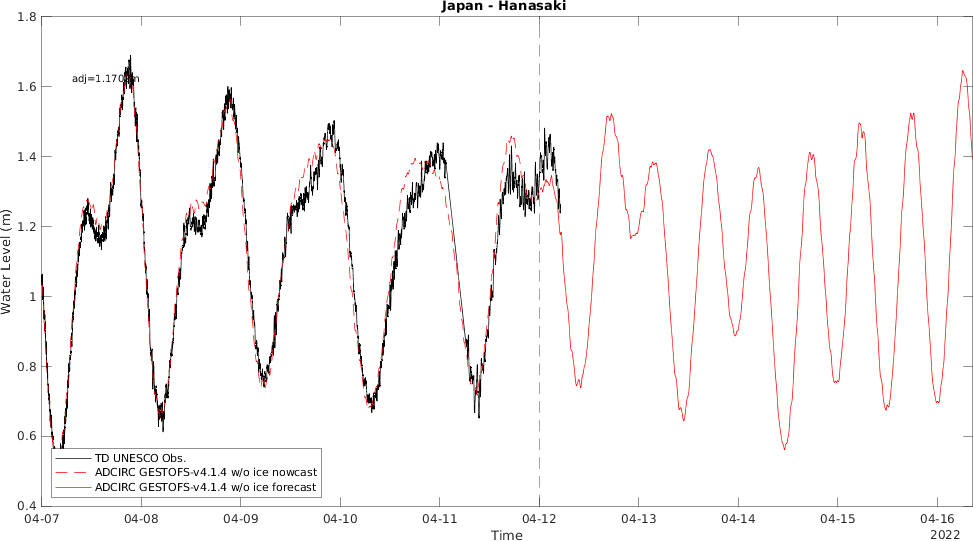 Japan - Hanasaki
Water Level (m)
1.8
1.6
1.4
1.2
1
0.8
0.6
0.4
TD UNESCO Obs.
ADCIRC GESTOFS-v4.1.4 w/o ice nowcast
ADCIRC GESTOFS-v4.1.4 w/o ice forecast
04-07 04-08 04-09 04-10 04-11 04-12 04-13 04-14 04-15 04-16
Time
2022